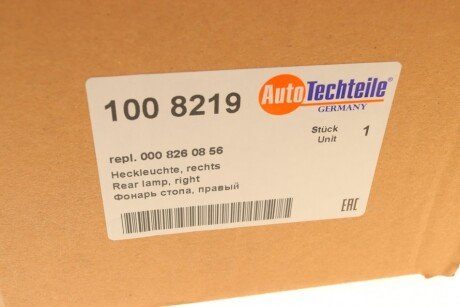 100 8219
AutoTechteile®
GERMANY
Stück
Unit 1
repl. 000 826 08 56
Heckleuchte, rechts
Rear lamp, right
Фонарь стопа, правый
EAC